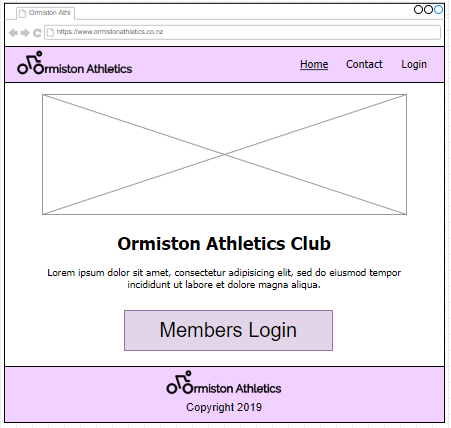 Ormiston Athl
https://www.ormistonathletics.co.nz
Ormiston Athletics
Home Contact Login
Ormiston Athletics Club
Lorem ipsum dolor sit amet, consectetur adipisicing elit, sed do eiusmod tempor
incididunt ut labore et dolore magna aliqua.
Members Login
Ormiston Athletics
Copyright 2019